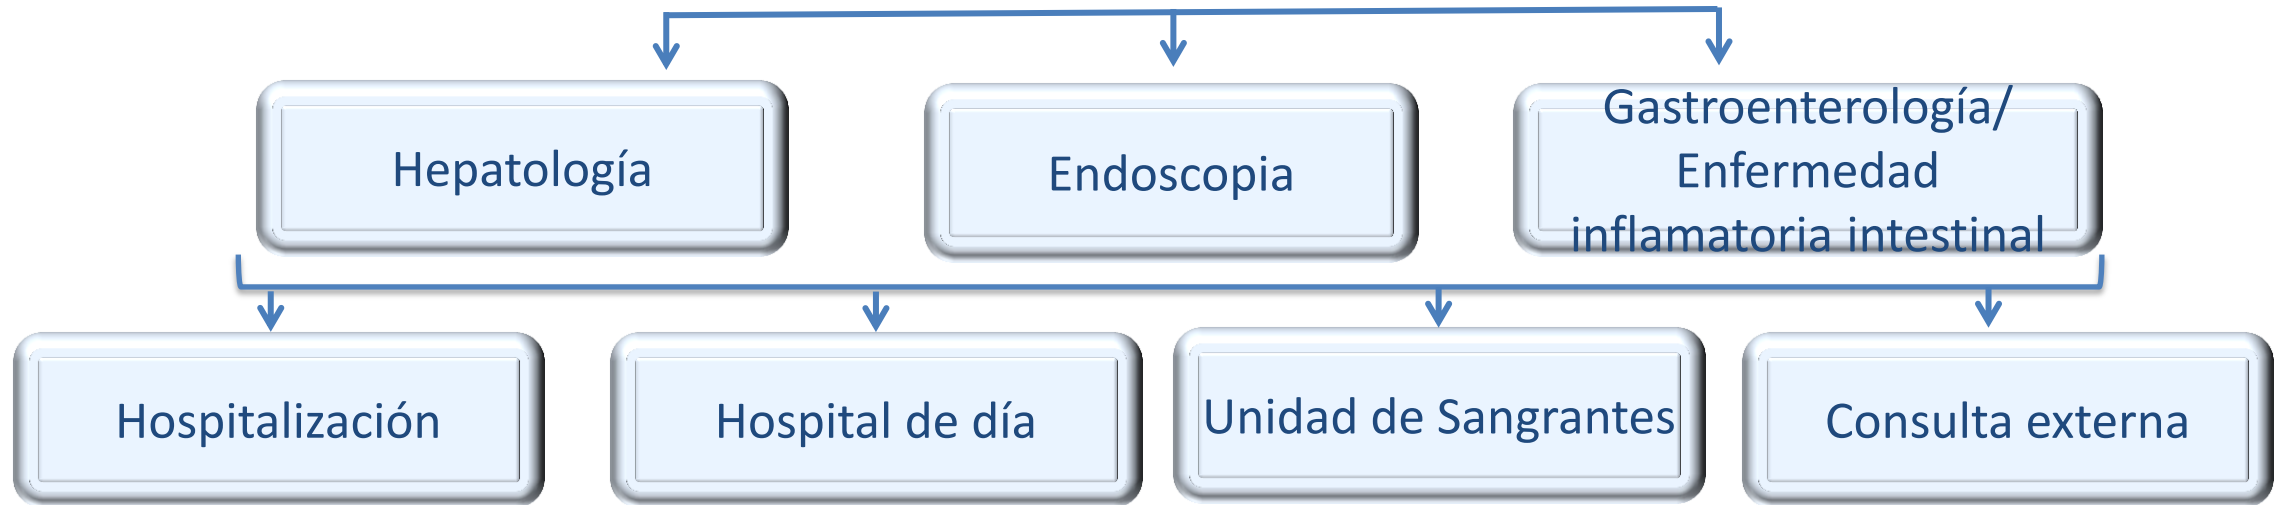 Hepatología
Endoscopia
Gastroenterología/
Enfermedad
inflamatoria intestinal
Hospitalización
Hospital de día
Unidad de Sangrantes
Consulta externa